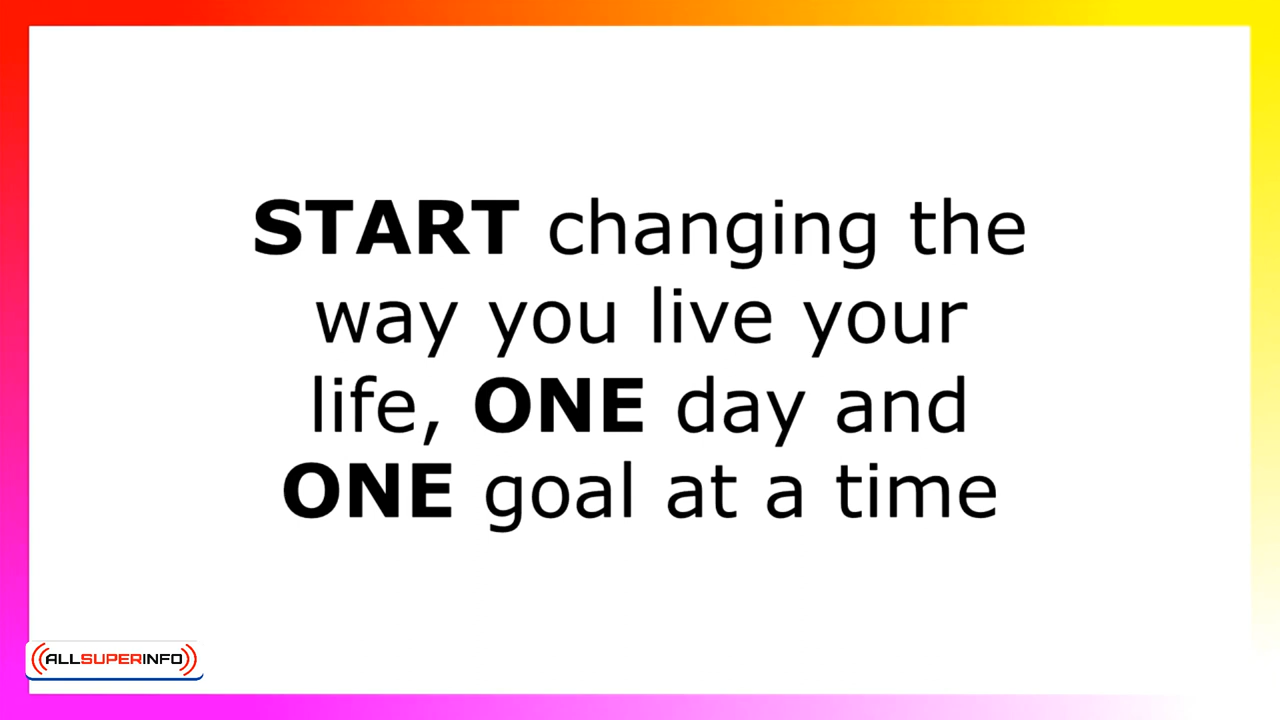 START changing the
way you live your
life, ONE day and
ONE goal at a time
ALLSUPERINFO